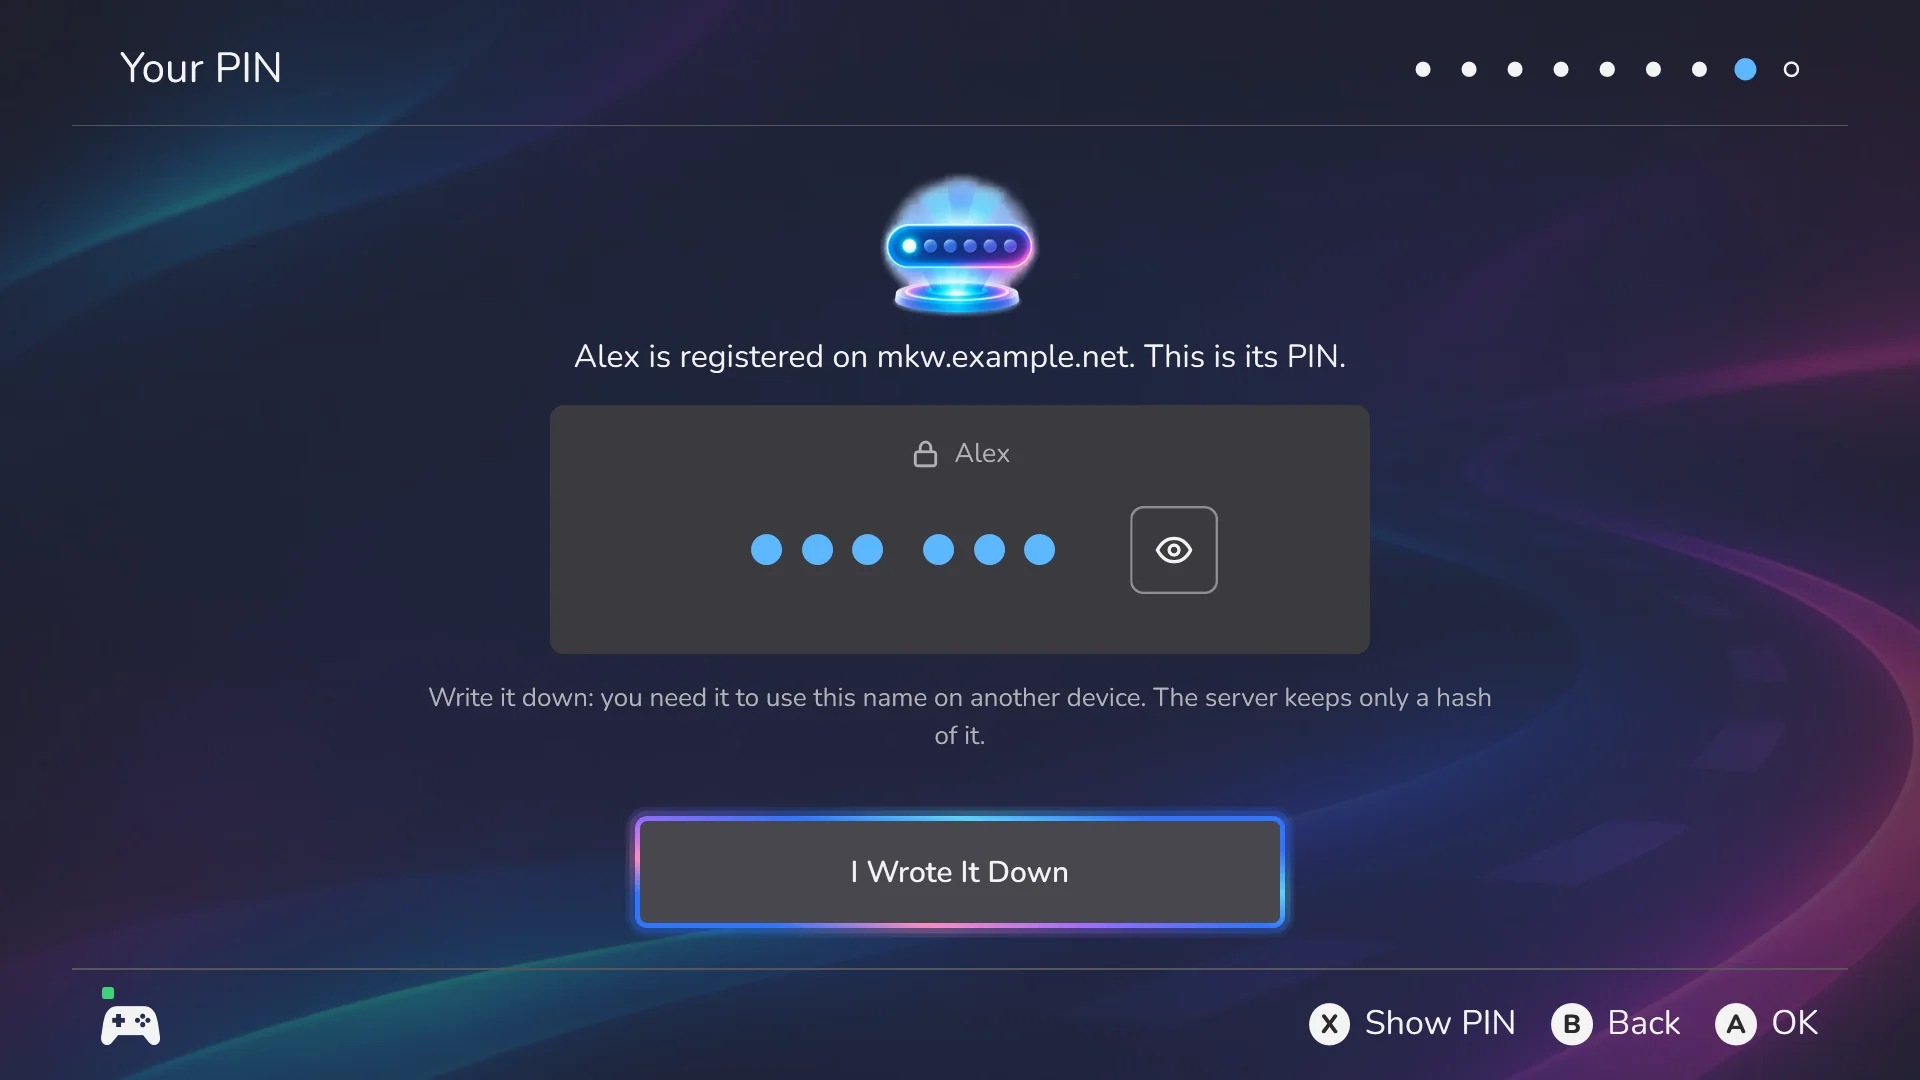 Your PIN
Alex is registered on mkw.example.net. This is its PIN.
Alex
Write it down: you need it to use this name on another device. The server keeps only a hash
of it.
I Wrote It Down
X Show PIN B Back A OK